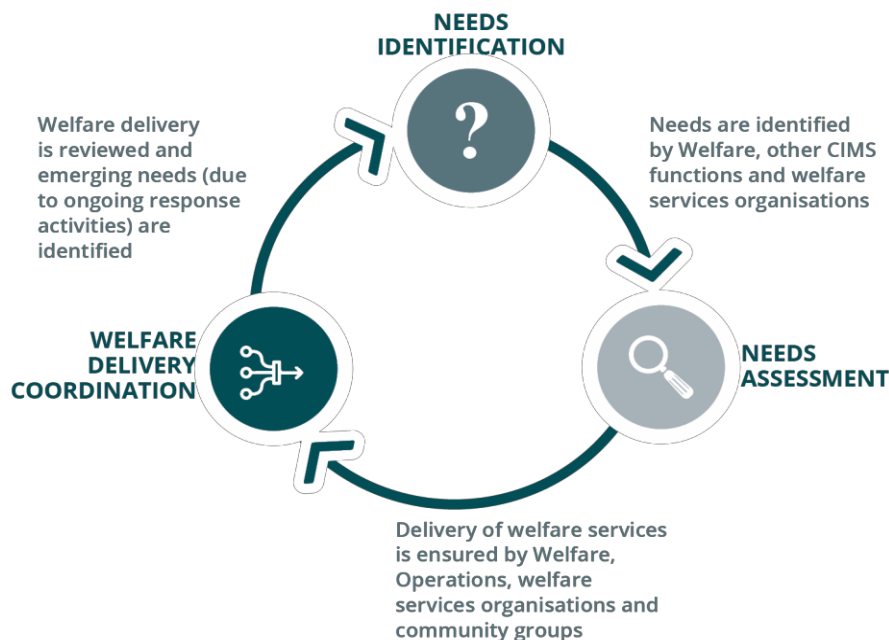 NEEDS
IDENTIFICATION
?
Welfare delivery
is reviewed and
emerging needs (due
to ongoing response
activities) are
identified
Needs are identified
by Welfare, other CIMS
functions and welfare
services organisations
WELFARE
DELIVERY
COORDINATION
NEEDS
ASSESSMENT
Delivery of welfare services
is ensured by Welfare,
Operations, welfare
services organisations and
community groups